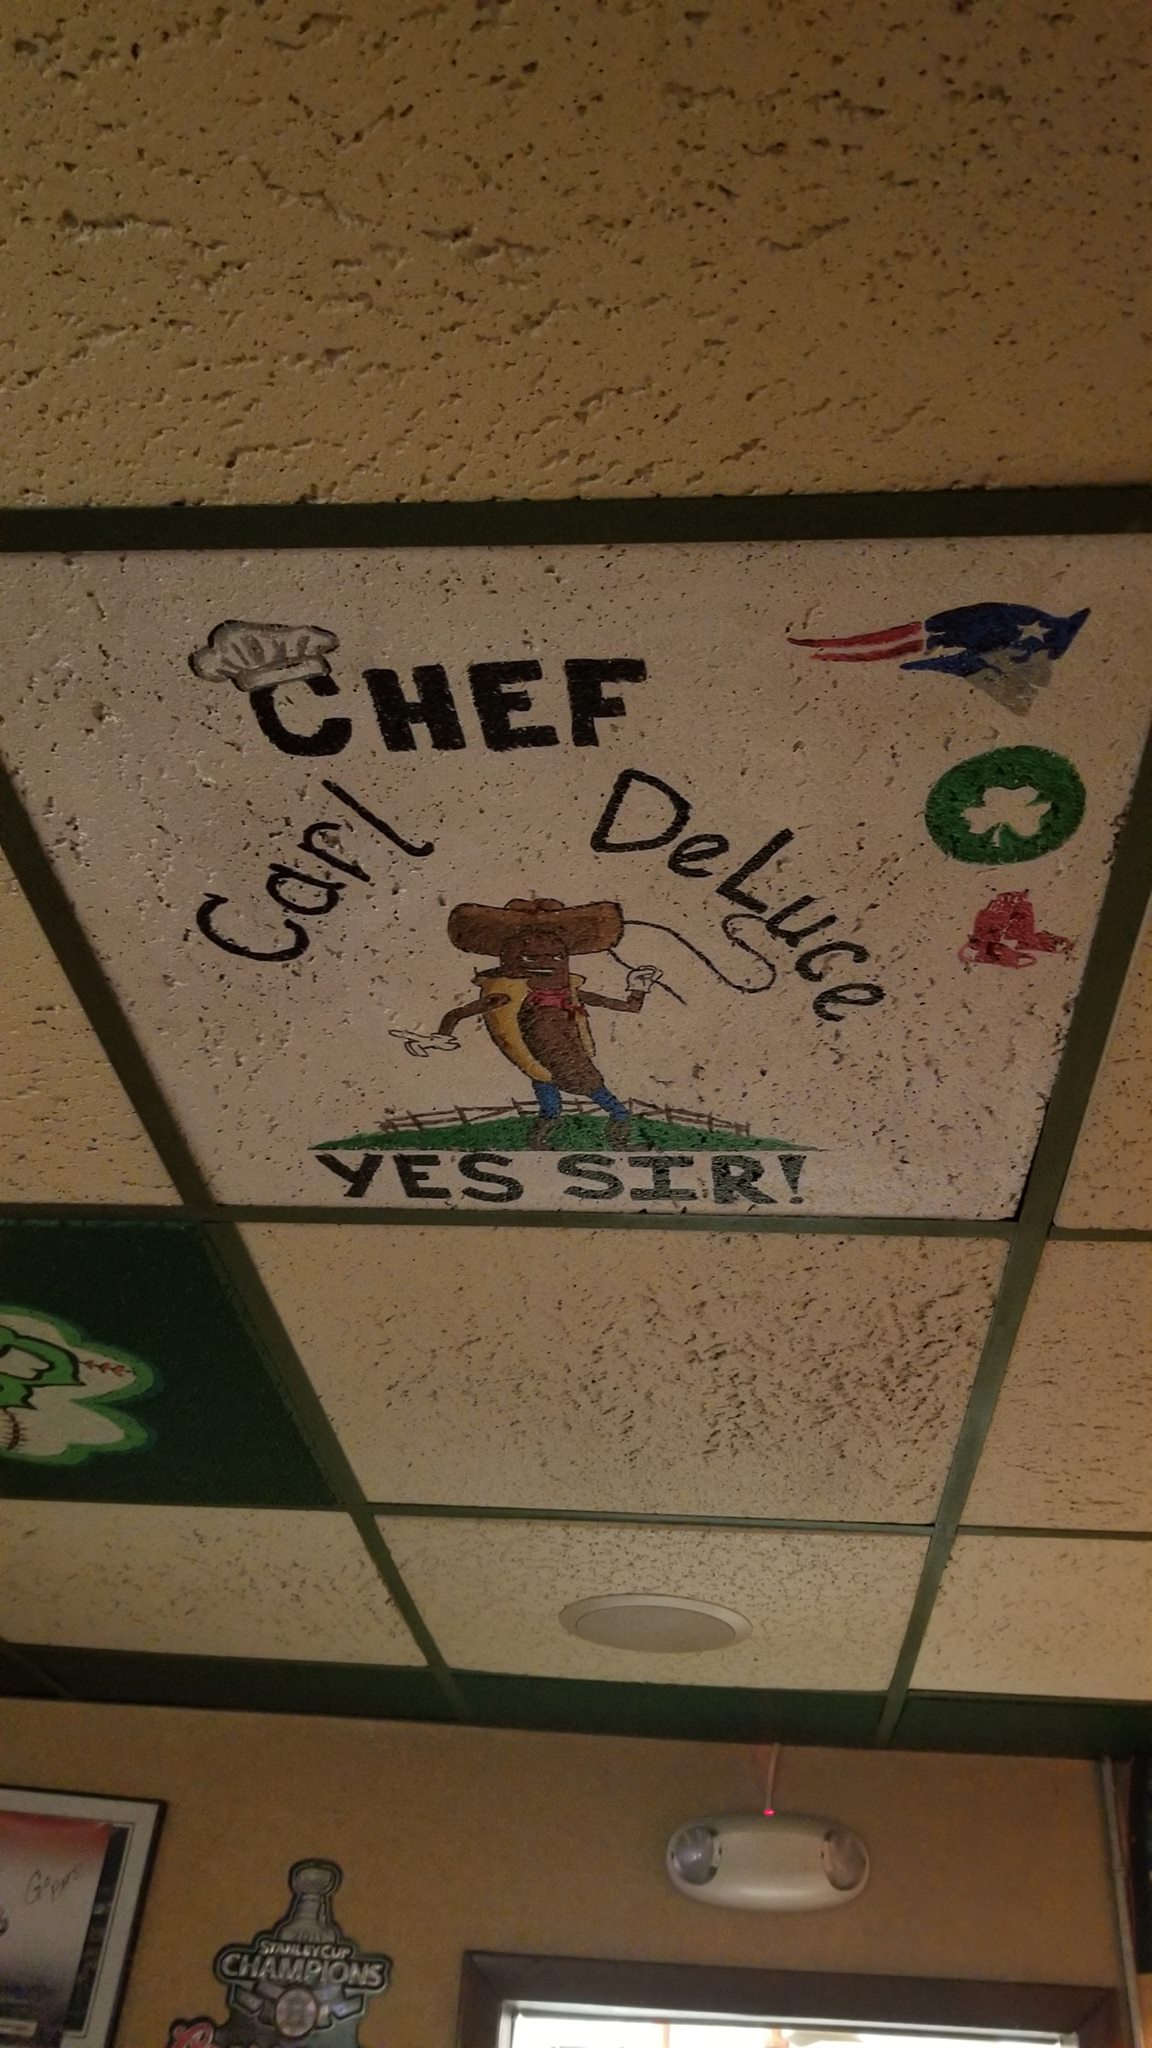 CHEF
Carl DeLuce
YES SIR!
STANLEY CUP
CHAMPIONS